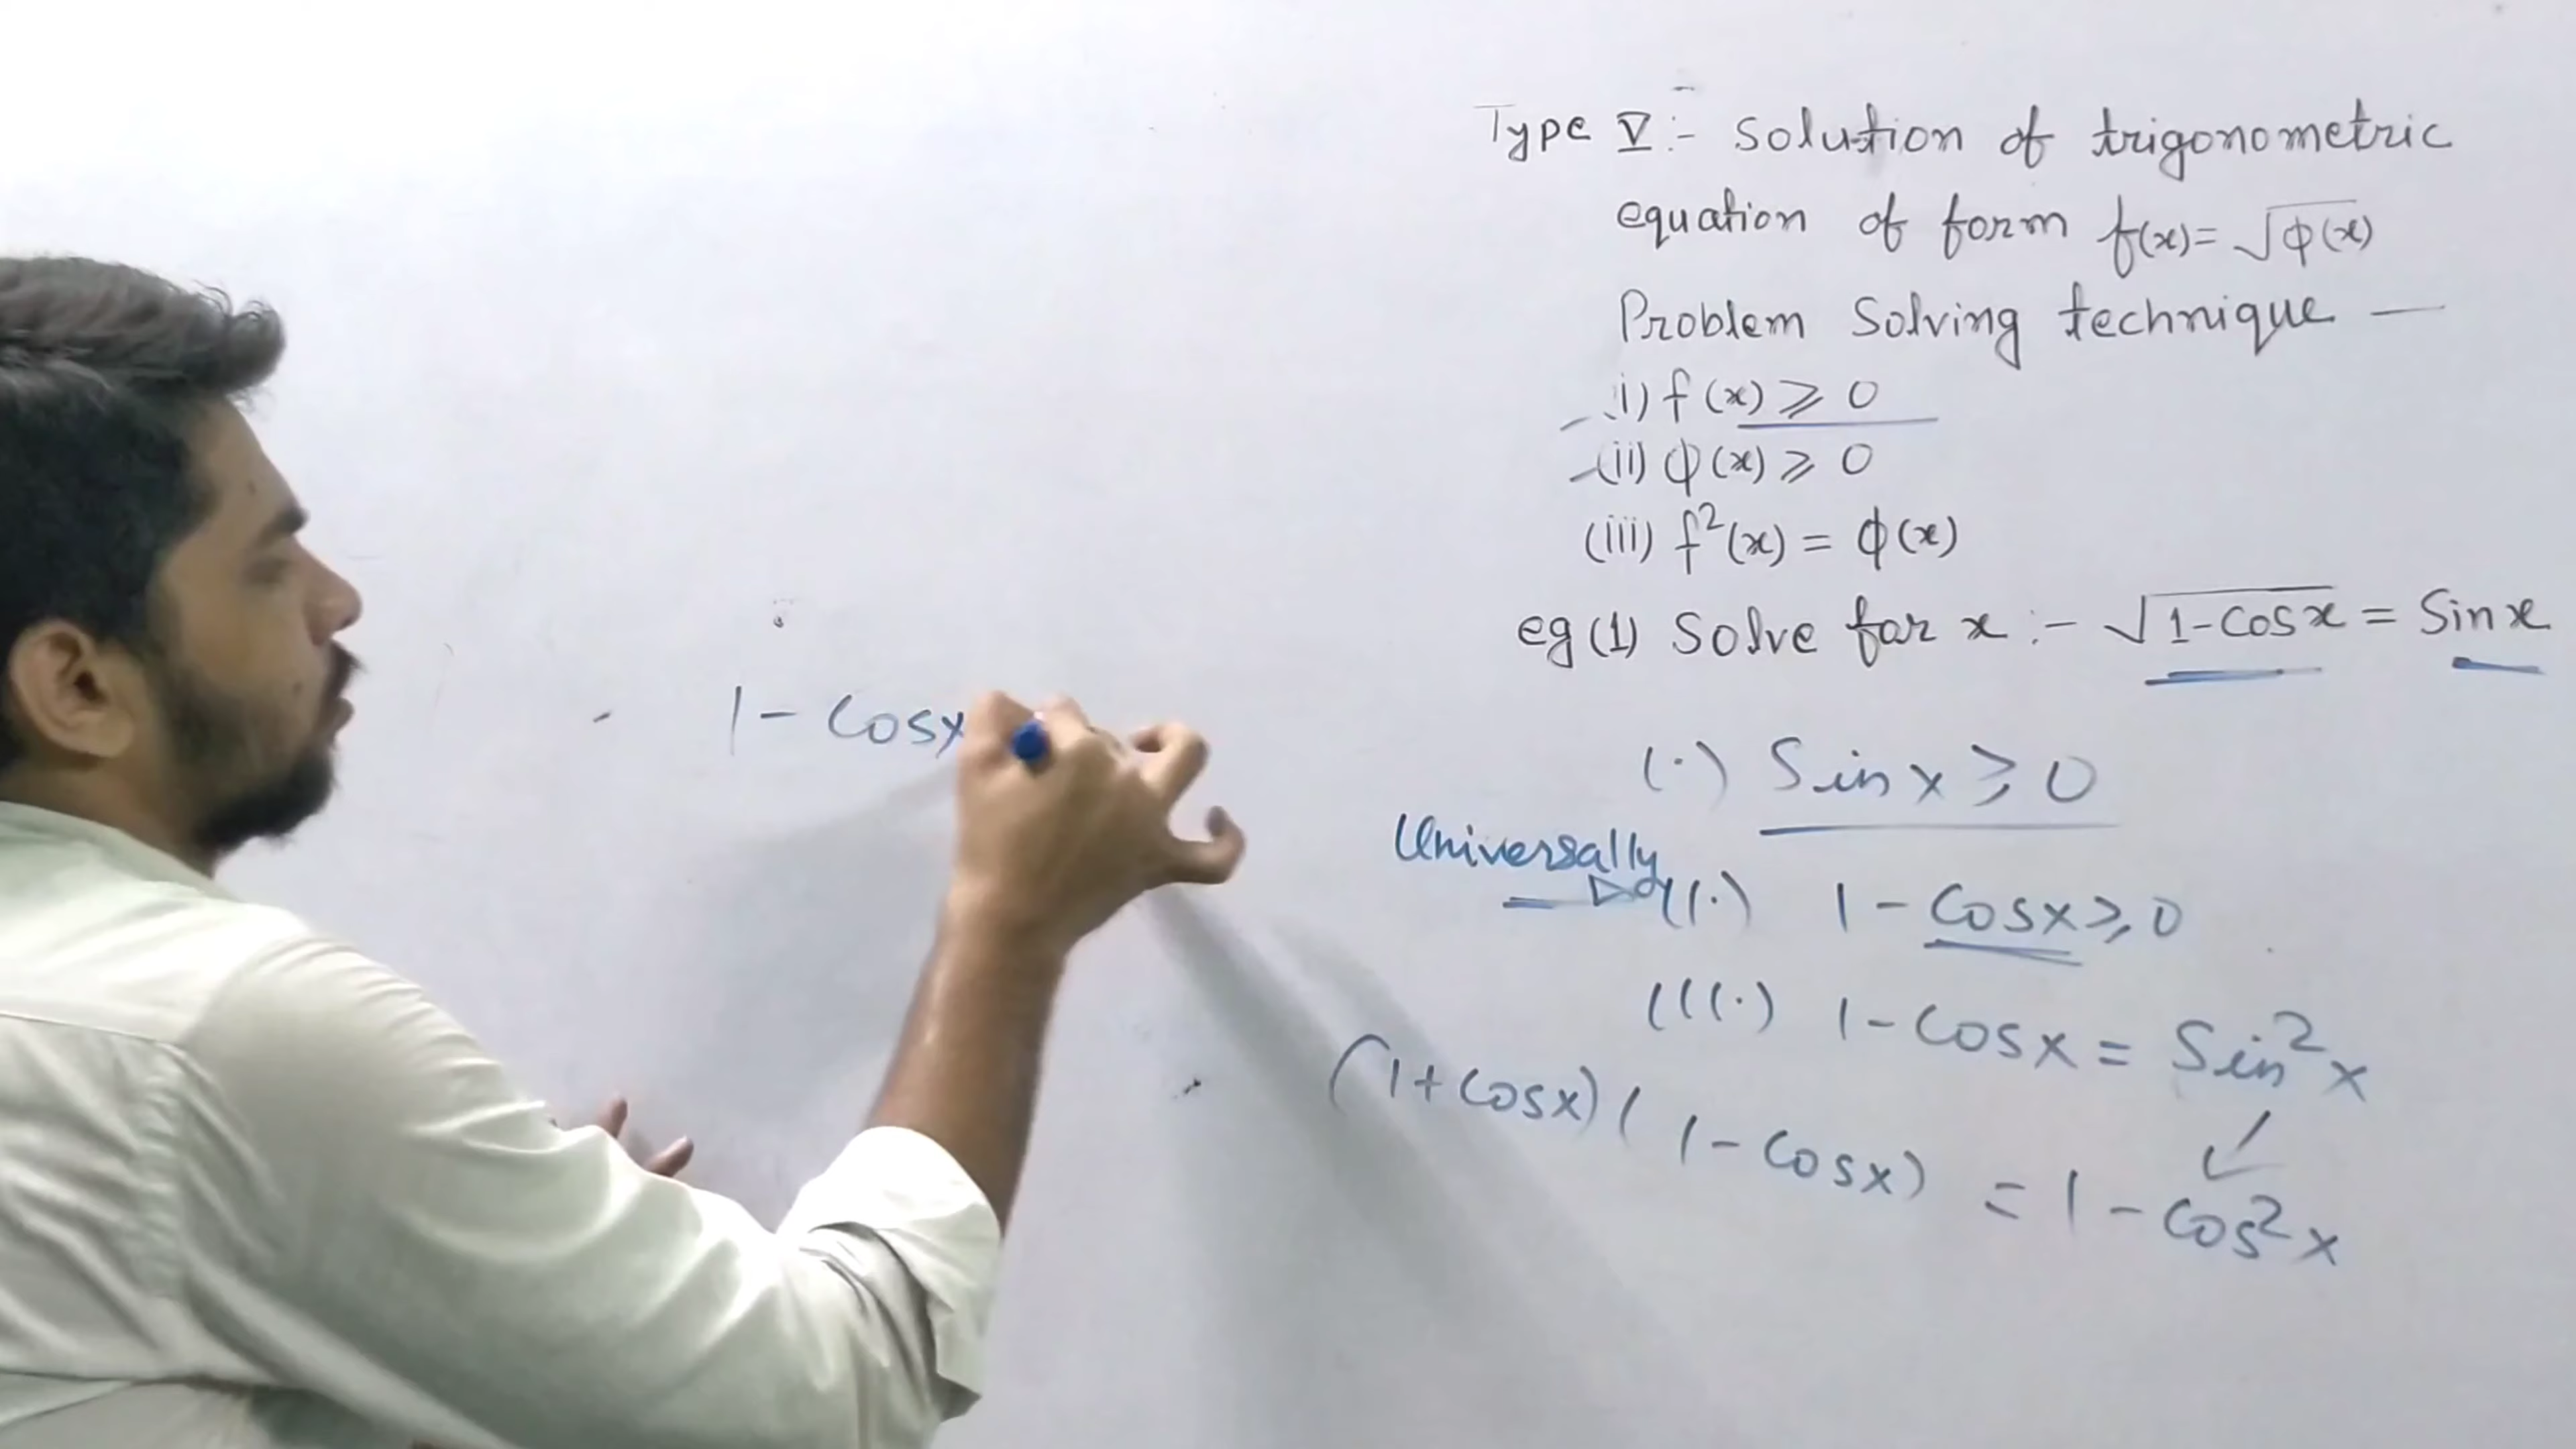 Type V :- Solution of trigonometric
equation of form f(x) = √φ(x)
Problem Solving technique —
(i) f(x) ⩾ 0
(ii) φ(x) ⩾ 0
(iii) f²(x) = φ(x)
eg (1) Solve for x :- √1-Cosx = Sinx
1 - Cosx
(·) Sinx ⩾ 0
Universally
((·) 1 - Cosx ⩾ 0
(((·) 1 - Cosx = Sin²x
(1+Cosx)(1 - Cosx) = 1 - Cos²x